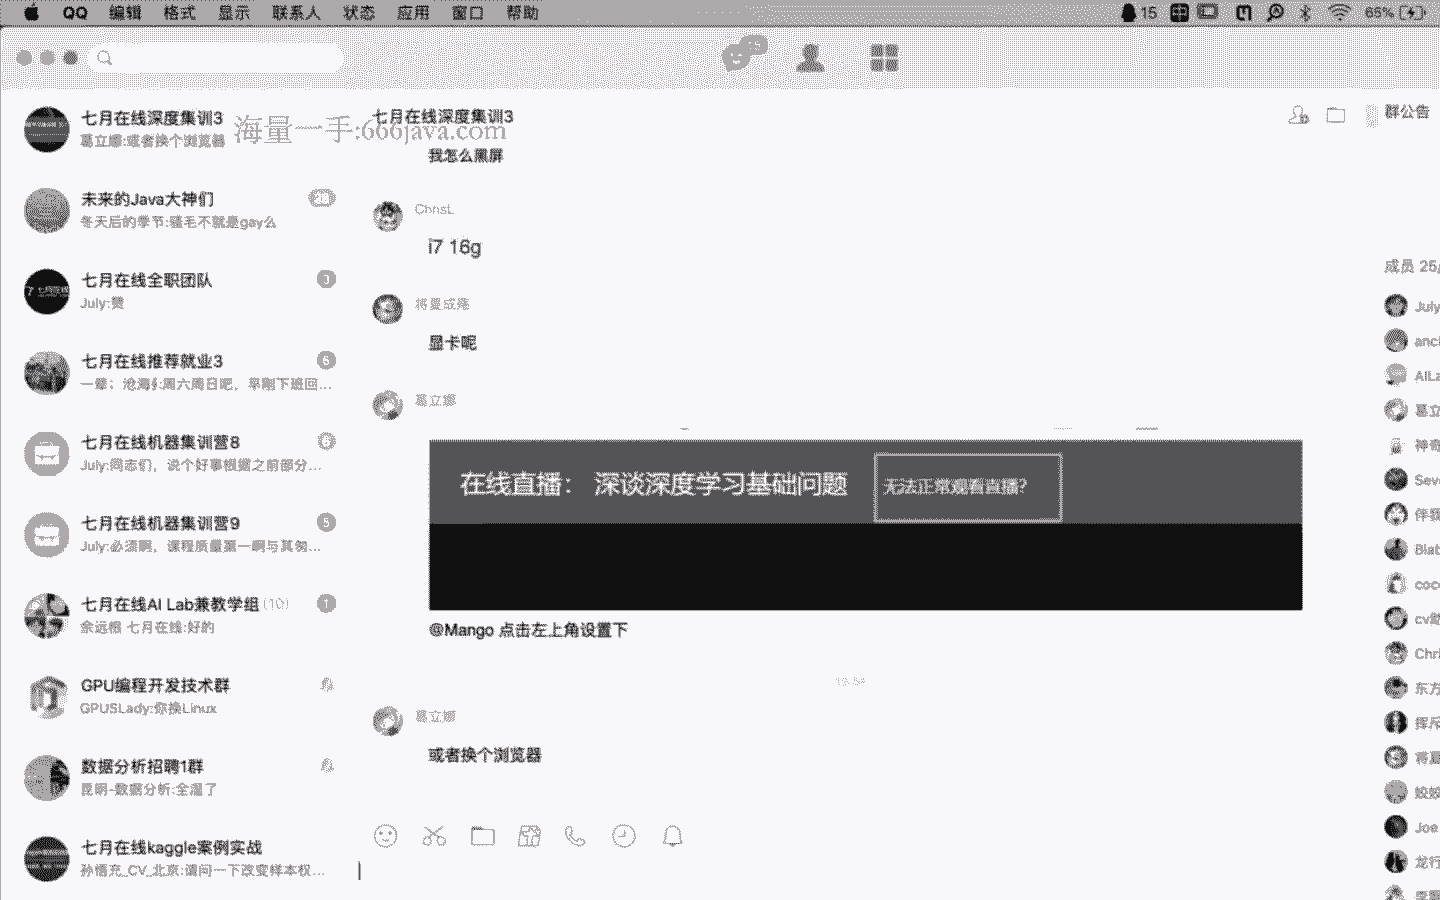 QQ 编辑 格式 显示 联系人 状态 应用 窗口 帮助
15
65%
七月在线深度集训3
葛立娜:或者换个浏览器
海量一手:666java.com
未来的Java大神们
冬天后的季节:骚毛不就是gay么
七月在线全职团队
3
July:赞
七月在线推荐就业3
6
周六周日吧，早刚下班回...
七月在线机器集训营8
6
July:同志们，说个好事根据之前部分...
七月在线机器集训营9
5
July:必须啊，课程质量第一啊与其匆...
七月在线AI Lab兼教学组(10)
1
余远根 七月在线:好的
GPU编程开发技术群
GPUSLady:你换Linux
数据分析招聘1群
昆明-数据分析:全湿了
七月在线kaggle案例实战
孙悟充_CV_北京:请问一下改变样本权...
七月在线深度集训3
我怎么黑屏
ChrisL
i7 16g
将夏成殇
显卡呢
葛立娜
在线直播： 深谈深度学习基础问题
无法正常观看直播?
@Mango 点击左上角设置下
葛立娜
或者换个浏览器
群公告
成员 25/
July
anc
AILa
葛立
神奇
Seve
Blab
coc
Chri
东方
挥斥
姣姣
Joe
龙行